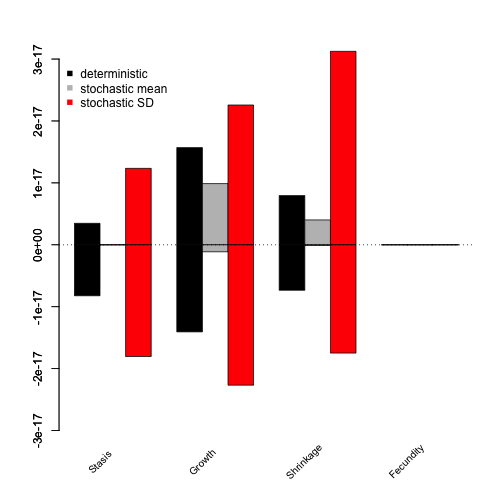 3e-17
2e-17
1e-17
0e+00
-1e-17
-2e-17
-3e-17
deterministic
stochastic mean
stochastic SD
Stasis
Growth
Shrinkage
Fecundity